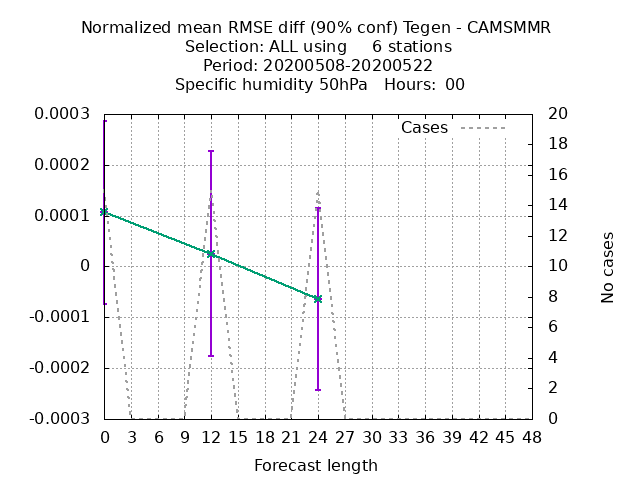 Normalized mean RMSE diff (90% conf) Tegen - CAMSMMR
Selection: ALL using     6 stations
Period: 20200508-20200522
Specific humidity 50hPa   Hours:  00
Cases
0.0003
0.0002
0.0001
0
-0.0001
-0.0002
-0.0003
20
18
16
14
12
10
8
6
4
2
0
No cases
0 3 6 9 12 15 18 21 24 27 30 33 36 39 42 45 48
Forecast length